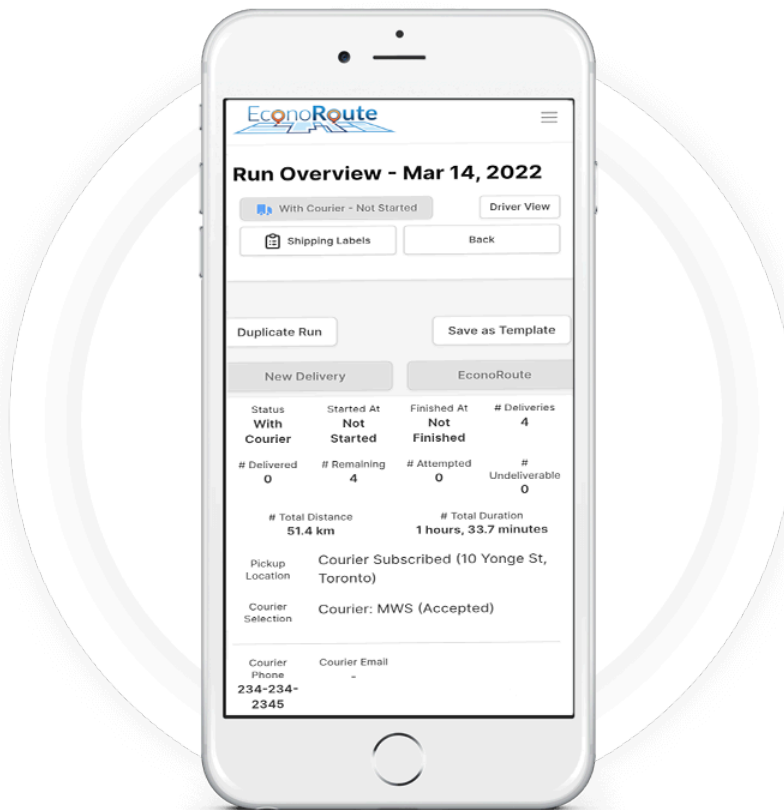 EconoRoute
Run Overview - Mar 14, 2022
With Courier - Not Started
Driver View
Shipping Labels
Back
Duplicate Run
Save as Template
New Delivery
EconoRoute
Status
With
Courier
Started At
Not
Started
Finished At
Not
Finished
# Deliveries
4
# Delivered
0
# Remaining
4
# Attempted
0
#
Undeliverable
0
# Total Distance
51.4 km
# Total Duration
1 hours, 33.7 minutes
Pickup
Location
Courier Subscribed (10 Yonge St,
Toronto)
Courier
Selection
Courier: MWS (Accepted)
Courier
Phone
234-234-
2345
Courier Email
-